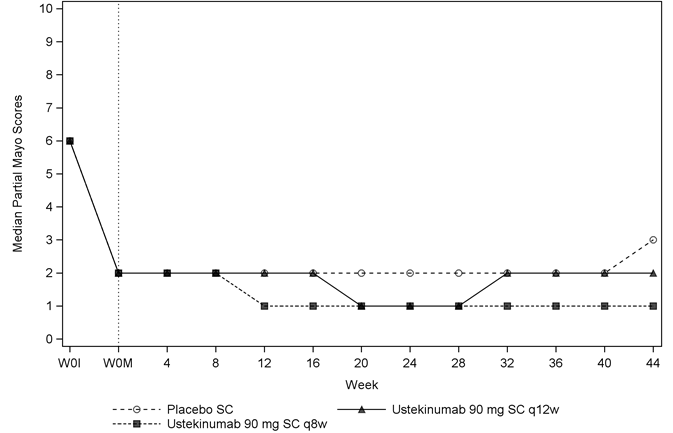 10
9
8
7
6
5
4
3
2
1
0
Median Partial Mayo Scores
W0I W0M 4 8 12 16 20 24 28 32 36 40 44
Week
Placebo SC Ustekinumab 90 mg SC q12w
Ustekinumab 90 mg SC q8w